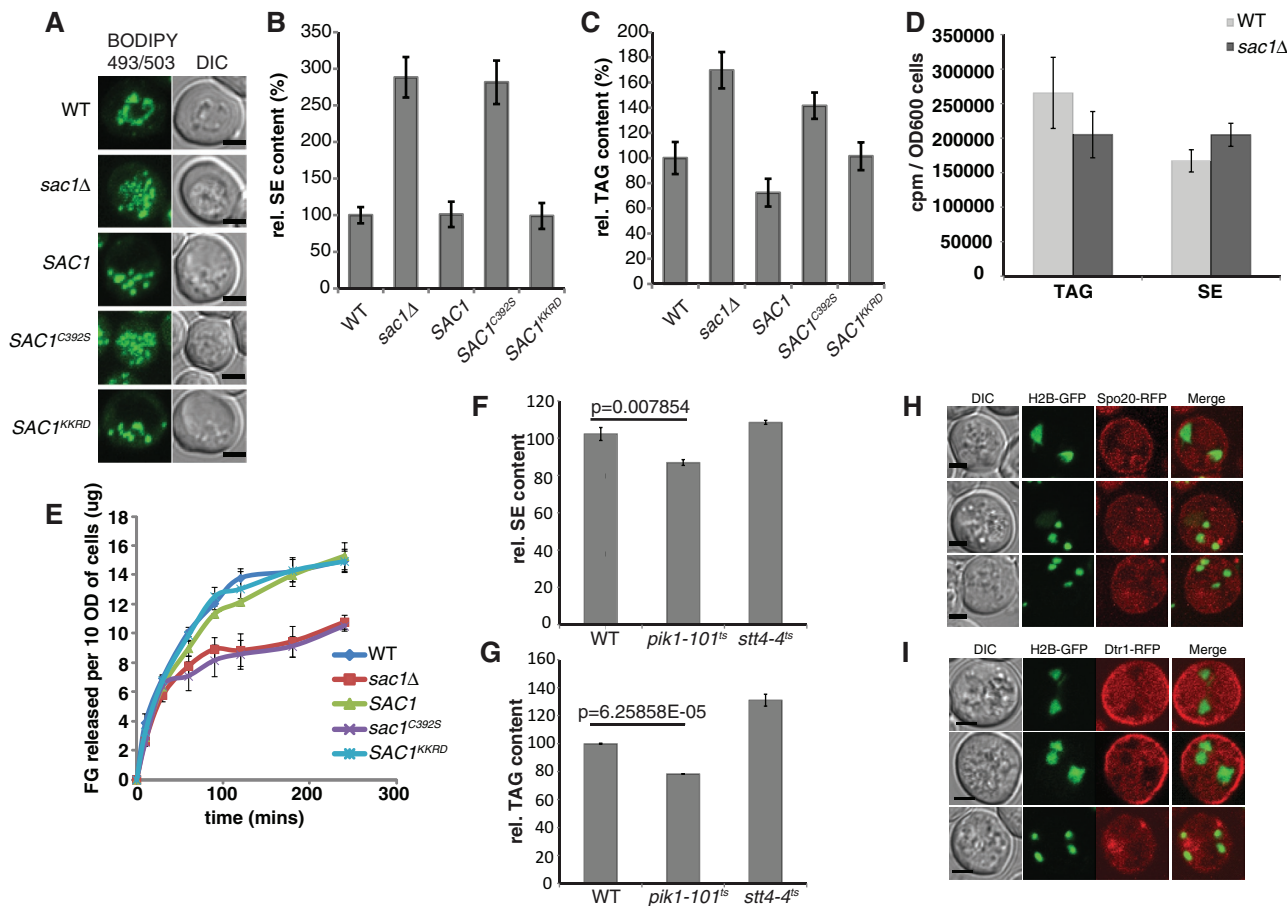 A
BODIPY
493/503
DIC
WT
sac1Δ
SAC1
SAC1C392S
SAC1KKRD
B
rel. SE content (%)
350
300
250
200
150
100
50
0
WT
sac1Δ
SAC1
SAC1C392S
SAC1KKRD
C
rel. TAG content (%)
200
180
160
140
120
100
80
60
40
20
0
WT
sac1Δ
SAC1
SAC1C392S
SAC1KKRD
D
WT
sac1Δ
cpm / OD600 cells
350000
300000
250000
200000
150000
100000
50000
0
TAG
SE
E
FG released per 10 OD of cells (ug)
18
16
14
12
10
8
6
4
2
0
0
100
200
300
time (mins)
WT
sac1Δ
SAC1
sac1C392S
SAC1KKRD
F
p=0.007854
rel. SE content
120
100
80
60
40
20
0
WT
pik1-101ts
stt4-4ts
G
p=6.25858E-05
rel. TAG content
160
140
120
100
80
60
40
20
0
WT
pik1-101ts
stt4-4ts
H
DIC
H2B-GFP
Spo20-RFP
Merge
I
DIC
H2B-GFP
Dtr1-RFP
Merge